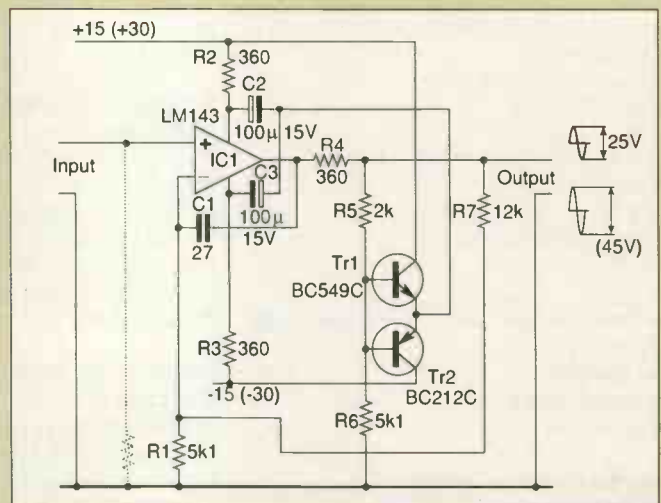 +15 (+30)
R2
360
C2
LM143
100µ
15V
+
IC1
−
R4
360
Input
C3
100µ
15V
C1
27
R5
2k
Output
R7
12k
25V
(45V)
Tr1
BC549C
R3
360
-15 (-30)
Tr2
BC212C
R1
5k1
R6
5k1